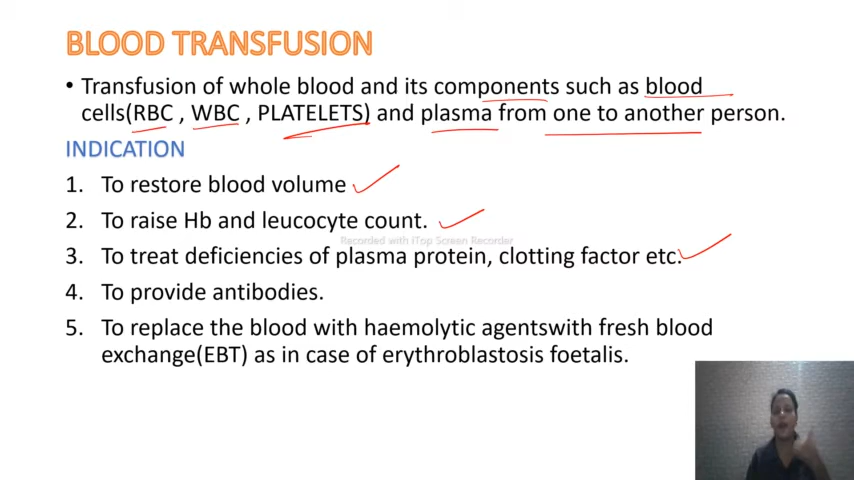 BLOOD TRANSFUSION
• Transfusion of whole blood and its components such as blood
cells(RBC , WBC , PLATELETS) and plasma from one to another person.
INDICATION
1. To restore blood volume
2. To raise Hb and leucocyte count.
Recorded with iTop Screen Recorder
3. To treat deficiencies of plasma protein, clotting factor etc.
4. To provide antibodies.
5. To replace the blood with haemolytic agentswith fresh blood
exchange(EBT) as in case of erythroblastosis foetalis.